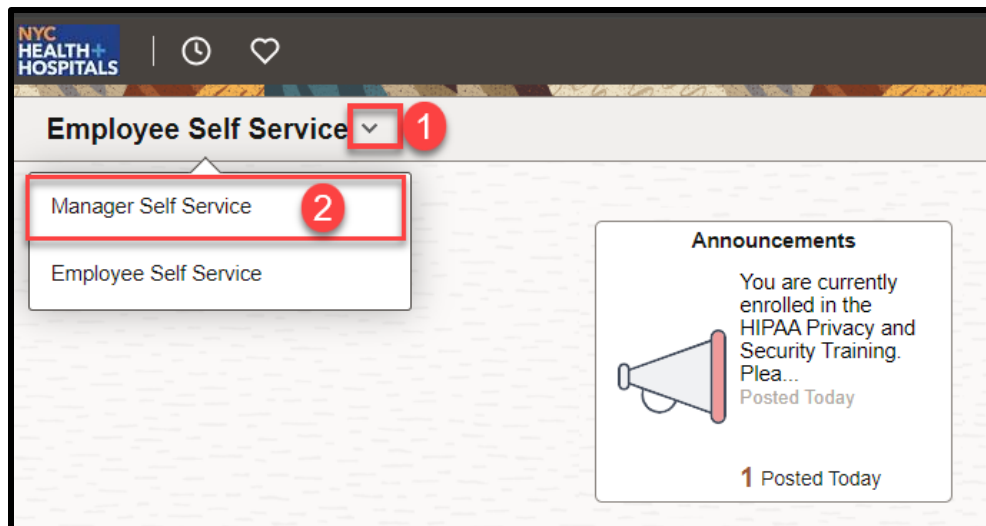 NYC
HEALTH+
HOSPITALS
Employee Self Service 1
Manager Self Service 2
Employee Self Service
Announcements
You are currently
enrolled in the
HIPAA Privacy and
Security Training.
Plea...
Posted Today
1 Posted Today